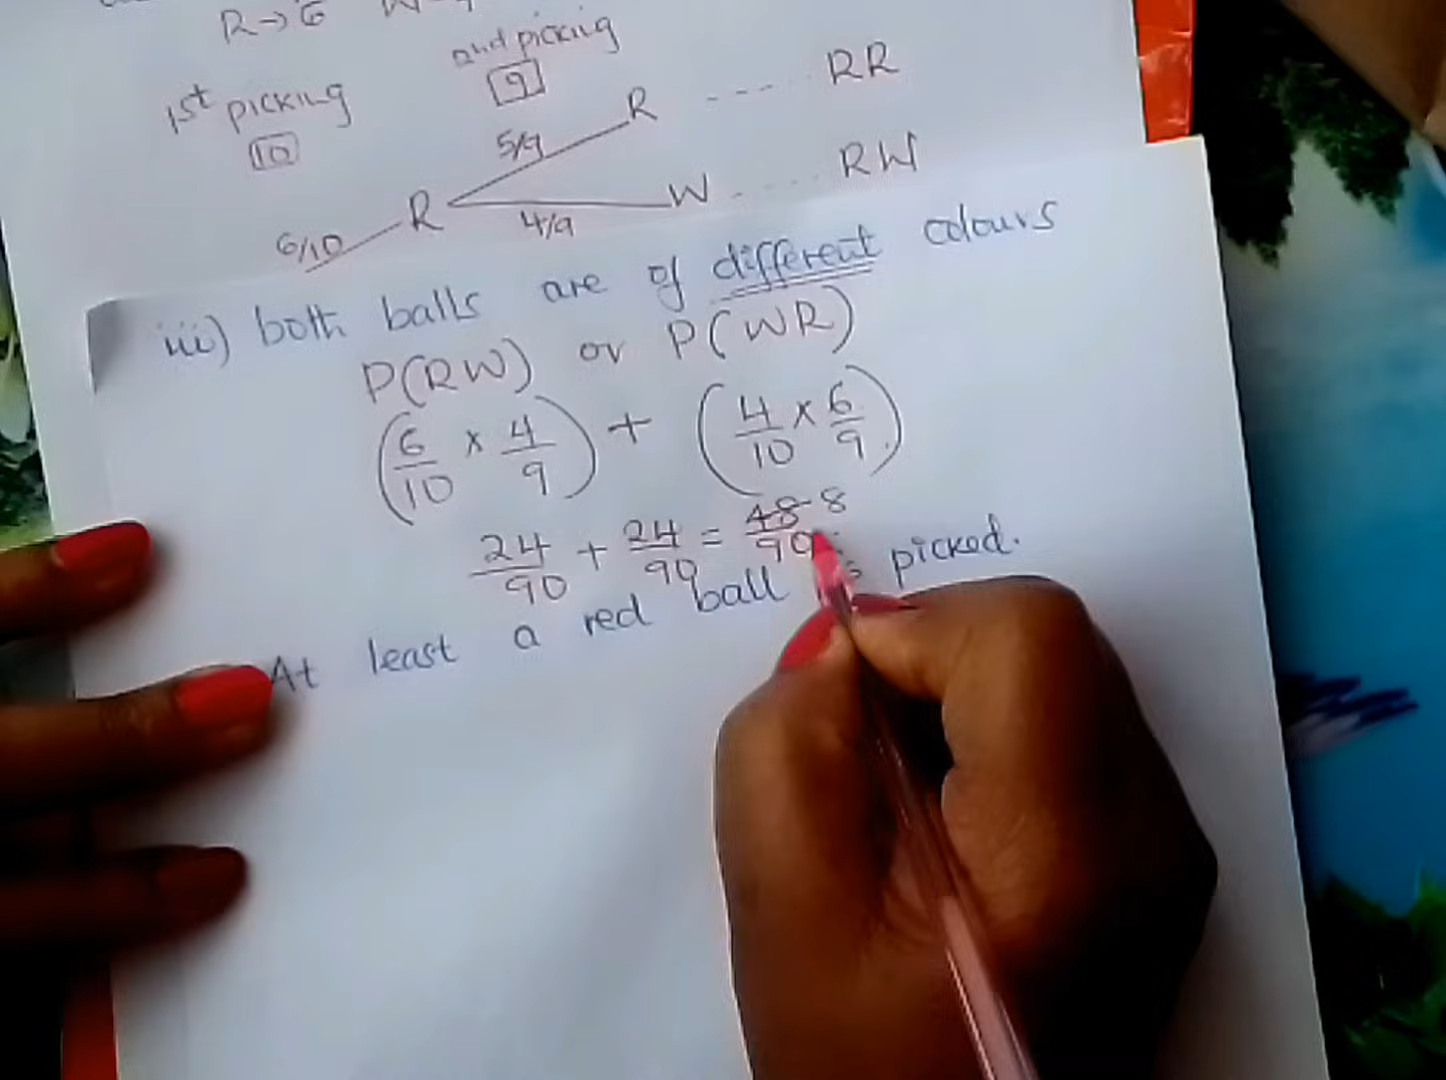 R→6 W→4
1st picking 2nd picking
10 9
5/9 R ---- RR
6/10 R 4/9 W ---- RW
iii) both balls are of different colours
P(RW) or P(WR)
(6/10 x 4/9) + (4/10 x 6/9)
24/90 + 24/90 = 48/90 8
At least a red ball is picked.